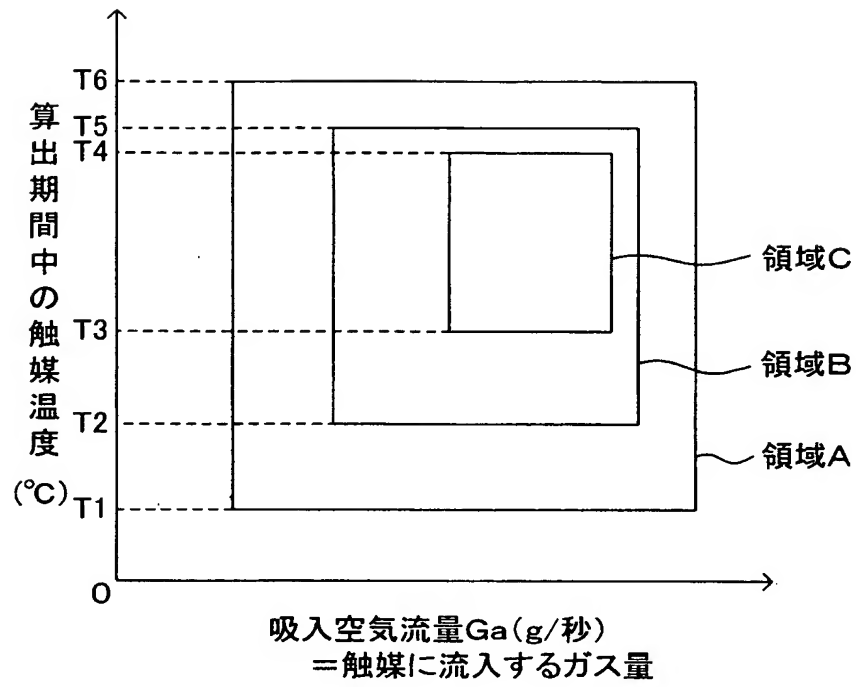 T6
T5
T4
T3
T2
T1
O
算出期間中の触媒温度
(℃)
領域C
領域B
領域A
吸入空気流量Ga(g/秒)
＝触媒に流入するガス量